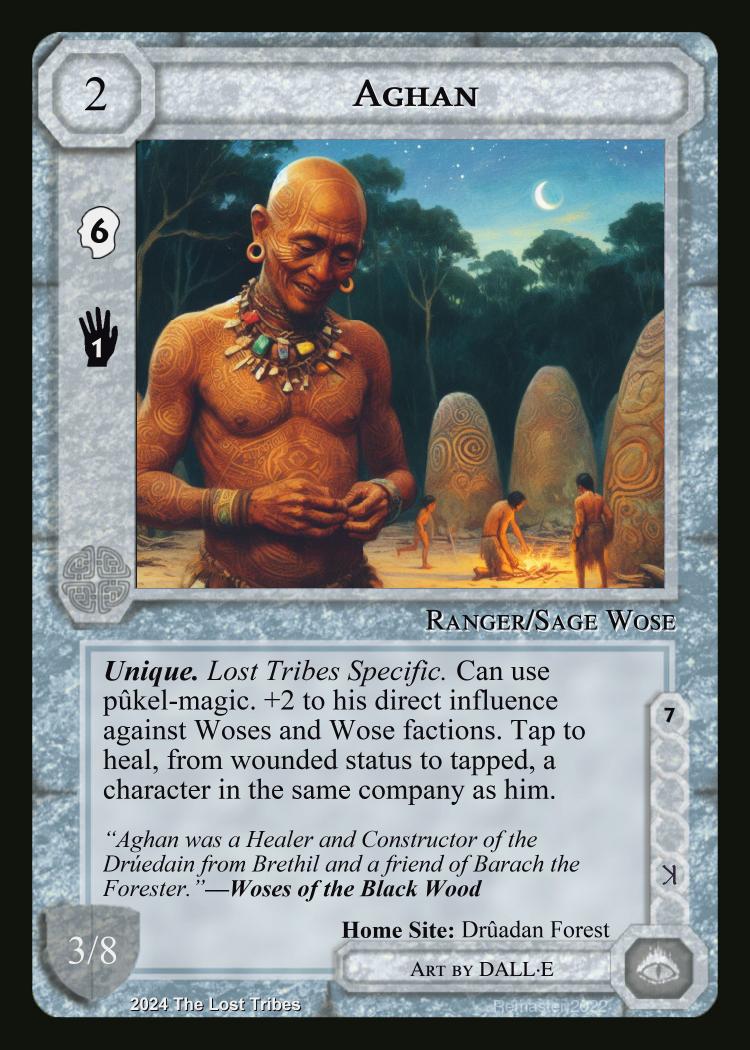 2
Aghan
6
1
Ranger/Sage Wose
Unique. Lost Tribes Specific. Can use
pûkel-magic. +2 to his direct influence
against Woses and Wose factions. Tap to
heal, from wounded status to tapped, a
character in the same company as him.
7
“Aghan was a Healer and Constructor of the
Drúedain from Brethil and a friend of Barach the
Forester.”—Woses of the Black Wood
Home Site: Drûadan Forest
3/8
Art by DALL·E
2024 The Lost Tribes
Remaster 2022